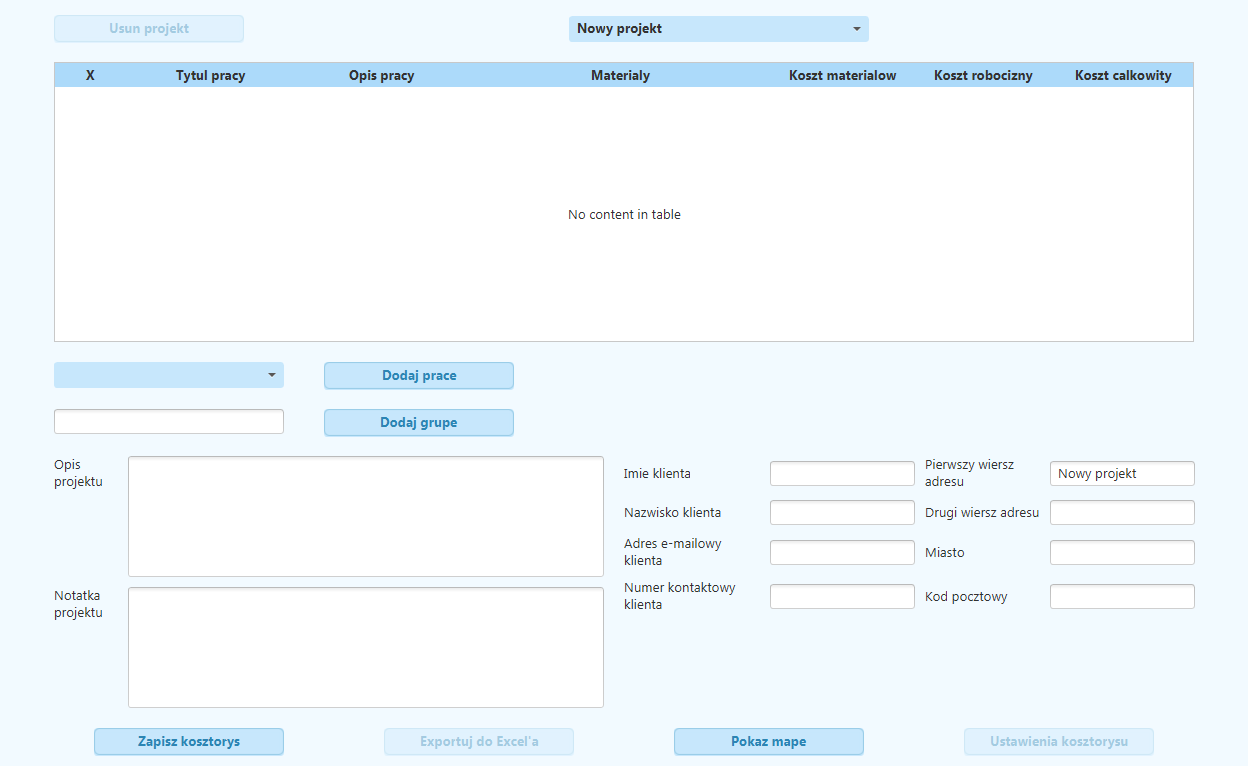 Usun projekt
Nowy projekt
X Tytul pracy Opis pracy Materialy Koszt materialow Koszt robocizny Koszt calkowity
No content in table
Dodaj prace
Dodaj grupe
Opis
projektu
Imie klienta
Pierwszy wiersz
adresu
Nowy projekt
Nazwisko klienta
Drugi wiersz adresu
Adres e-mailowy
klienta
Miasto
Notatka
projektu
Numer kontaktowy
klienta
Kod pocztowy
Zapisz kosztorys
Exportuj do Excel'a
Pokaz mape
Ustawienia kosztorysu